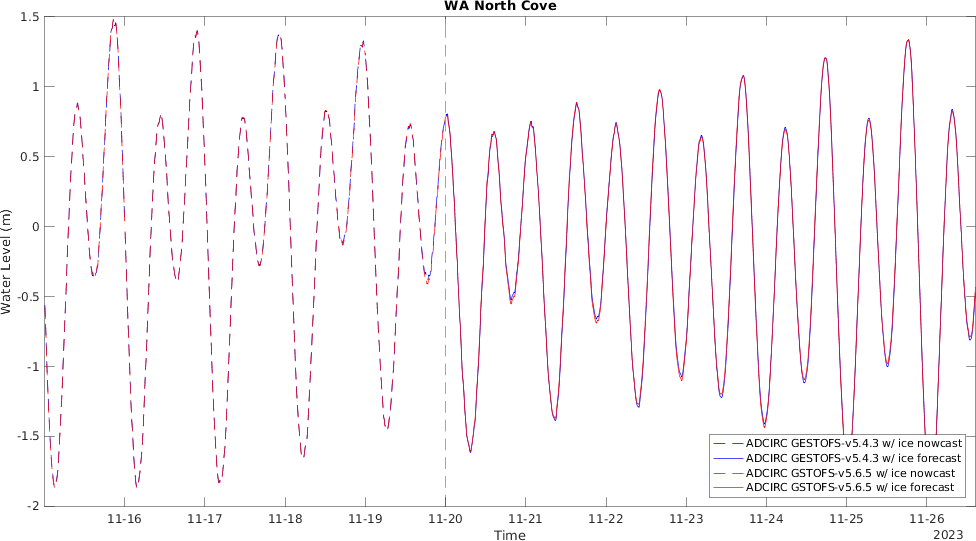 WA North Cove
1.5
1
0.5
0
-0.5
-1
-1.5
-2
Water Level (m)
11-16
11-17
11-18
11-19
11-20
11-21
11-22
11-23
11-24
11-25
11-26
Time
2023
ADCIRC GESTOFS-v5.4.3 w/ ice nowcast
ADCIRC GESTOFS-v5.4.3 w/ ice forecast
ADCIRC GSTOFS-v5.6.5 w/ ice nowcast
ADCIRC GSTOFS-v5.6.5 w/ ice forecast